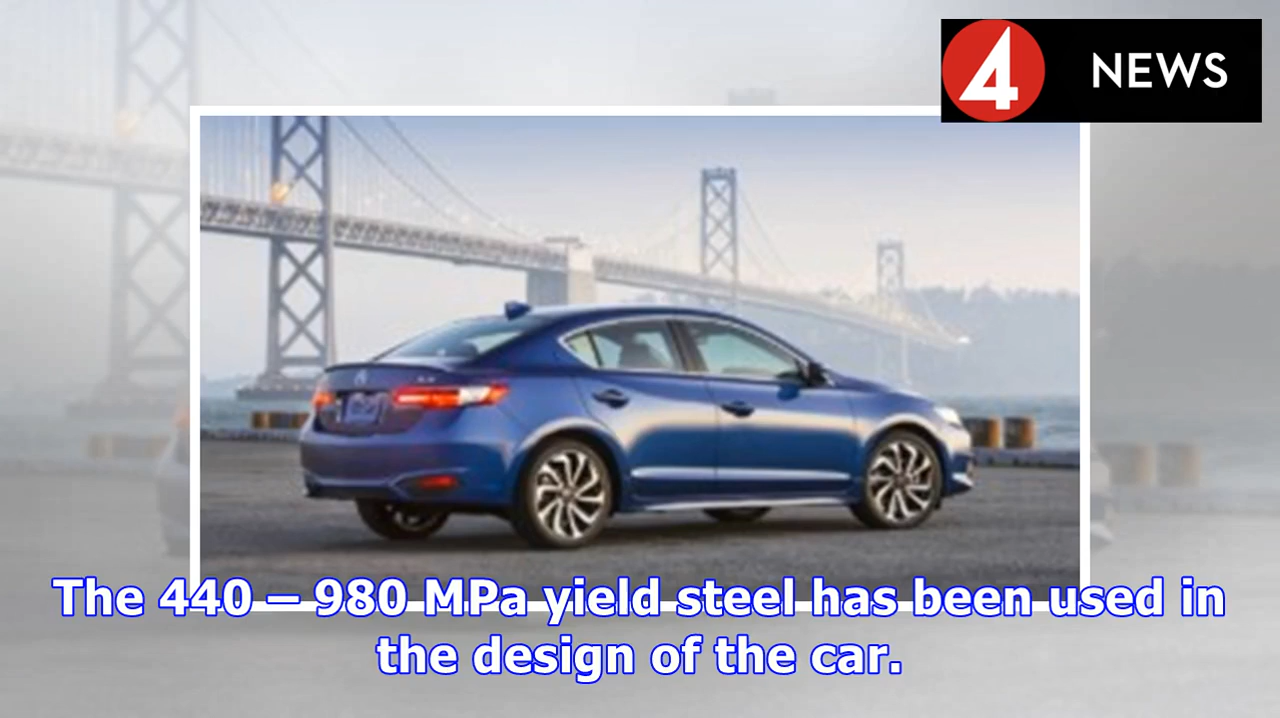 4 NEWS
The 440 – 980 MPa yield steel has been used in
the design of the car.